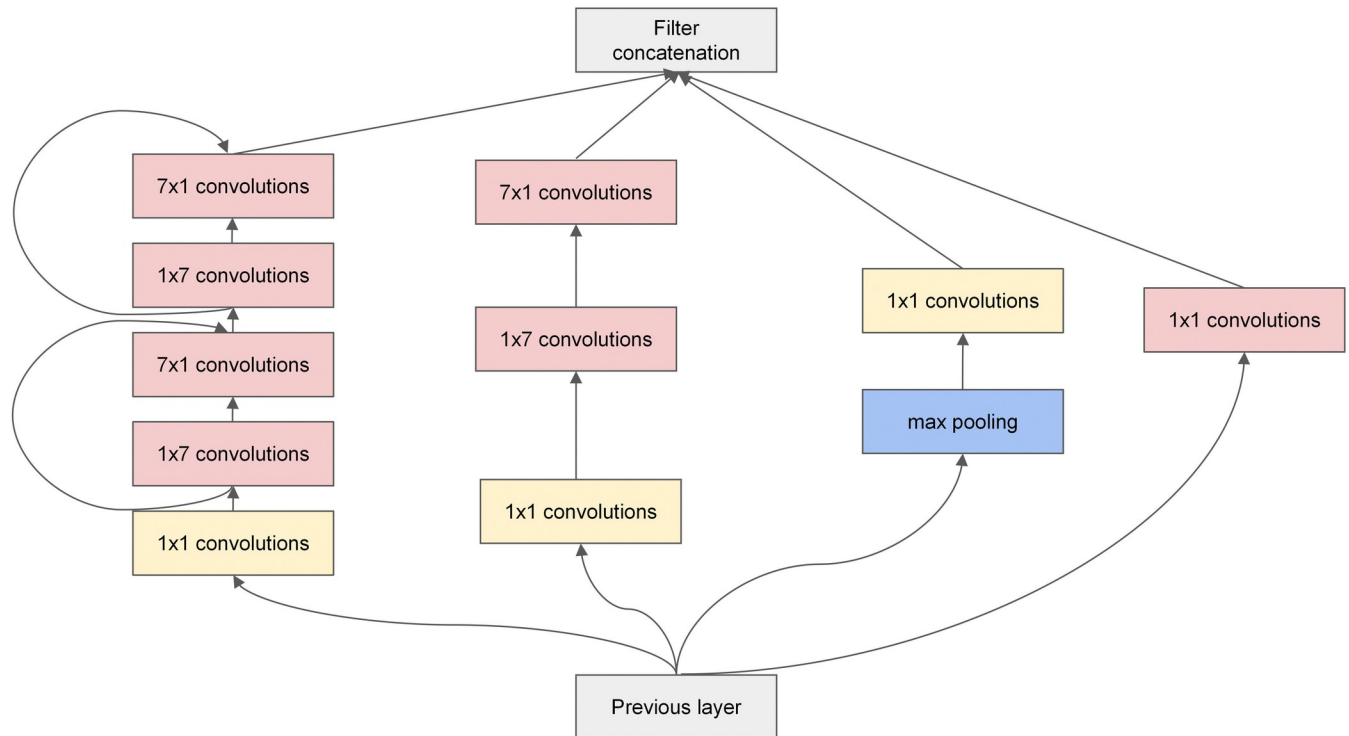 Filter
concatenation
7x1 convolutions
1x7 convolutions
7x1 convolutions
1x7 convolutions
1x1 convolutions
7x1 convolutions
1x7 convolutions
1x1 convolutions
1x1 convolutions
max pooling
1x1 convolutions
Previous layer